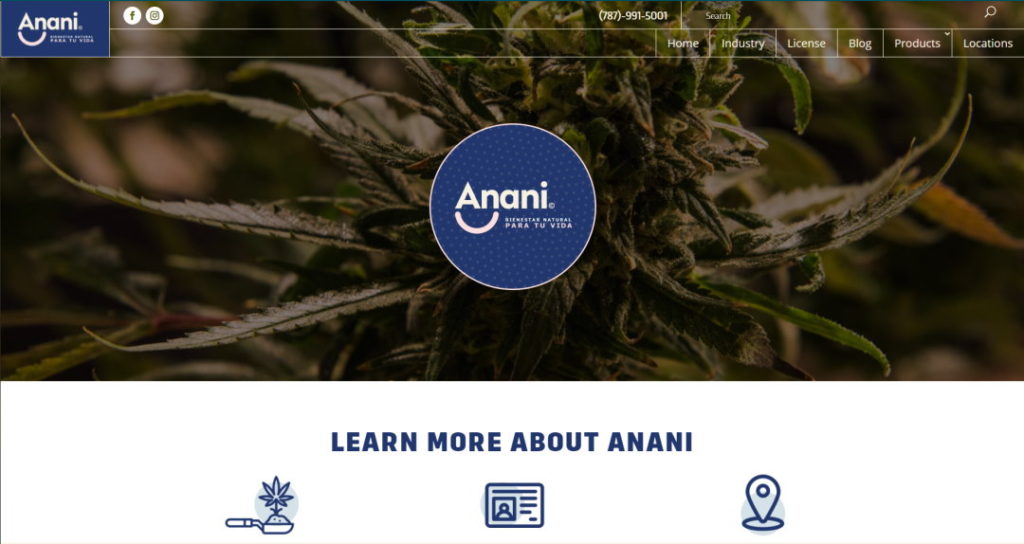 Anani
BIENESTAR NATURAL
PARA TU VIDA
(787)-991-5001
Search
Home
Industry
License
Blog
Products
Locations
Anani©
BIENESTAR NATURAL
PARA TU VIDA
LEARN MORE ABOUT ANANI